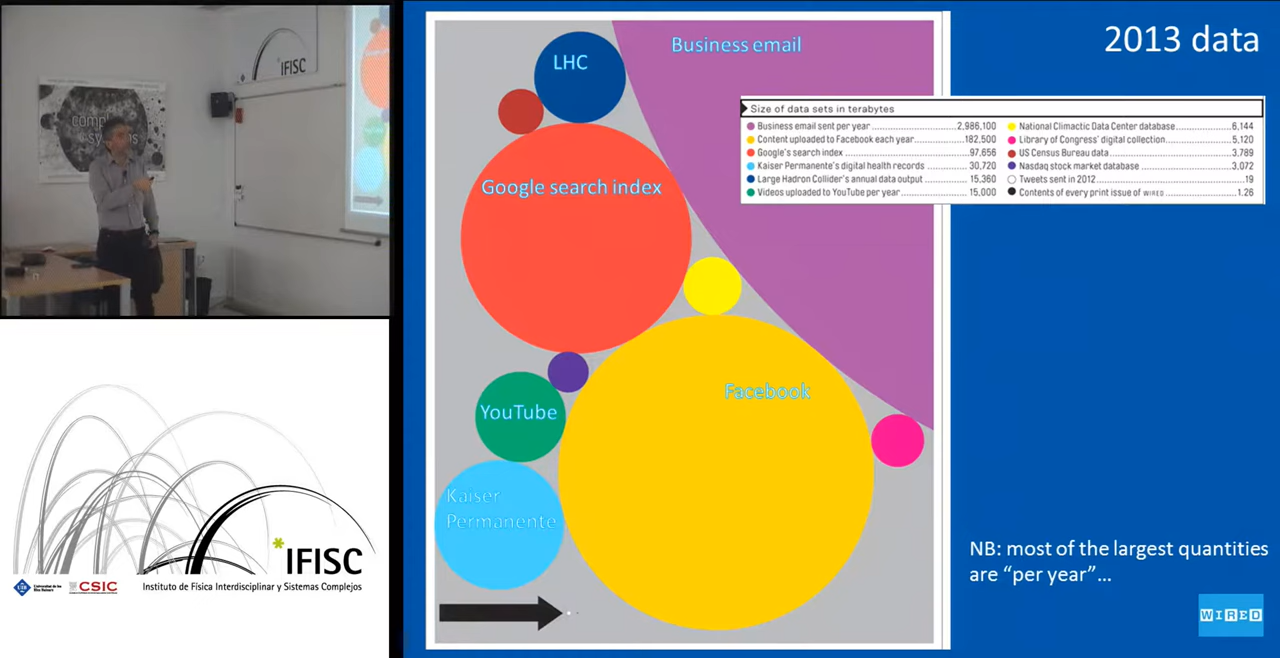 IFISC
complex
systems
2013 data
Business email
LHC
Google search index
Facebook
YouTube
Kaiser
Permanente
Size of data sets in terabytes
Business email sent per year 2,986,100
Content uploaded to Facebook each year 182,500
Google's search index 97,656
Kaiser Permanente's digital health records 30,720
Large Hadron Collider's annual data output 15,360
Videos uploaded to YouTube per year 15,000
National Climactic Data Center database 6,144
Library of Congress' digital collection 5,120
US Census Bureau data 3,789
Nasdaq stock market database 3,072
Tweets sent in 2012 19
Contents of every print issue of WIRED 1.26
NB: most of the largest quantities
are “per year”…
WIRED
IFISC
UIB
CSIC
Instituto de Física Interdisciplinar y Sistemas Complejos